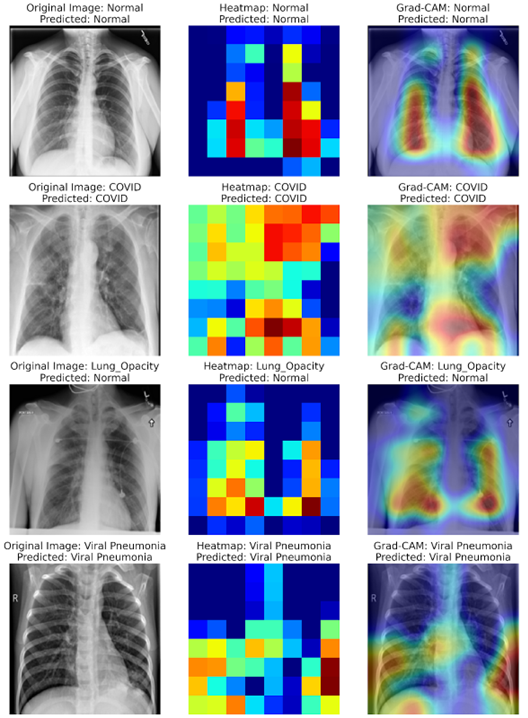 Original Image: Normal
Predicted: Normal
Heatmap: Normal
Predicted: Normal
Grad-CAM: Normal
Predicted: Normal
Original Image: COVID
Predicted: COVID
Heatmap: COVID
Predicted: COVID
Grad-CAM: COVID
Predicted: COVID
Original Image: Lung_Opacity
Predicted: Normal
Heatmap: Lung_Opacity
Predicted: Normal
Grad-CAM: Lung_Opacity
Predicted: Normal
Original Image: Viral Pneumonia
Predicted: Viral Pneumonia
Heatmap: Viral Pneumonia
Predicted: Viral Pneumonia
Grad-CAM: Viral Pneumonia
Predicted: Viral Pneumonia
R
R